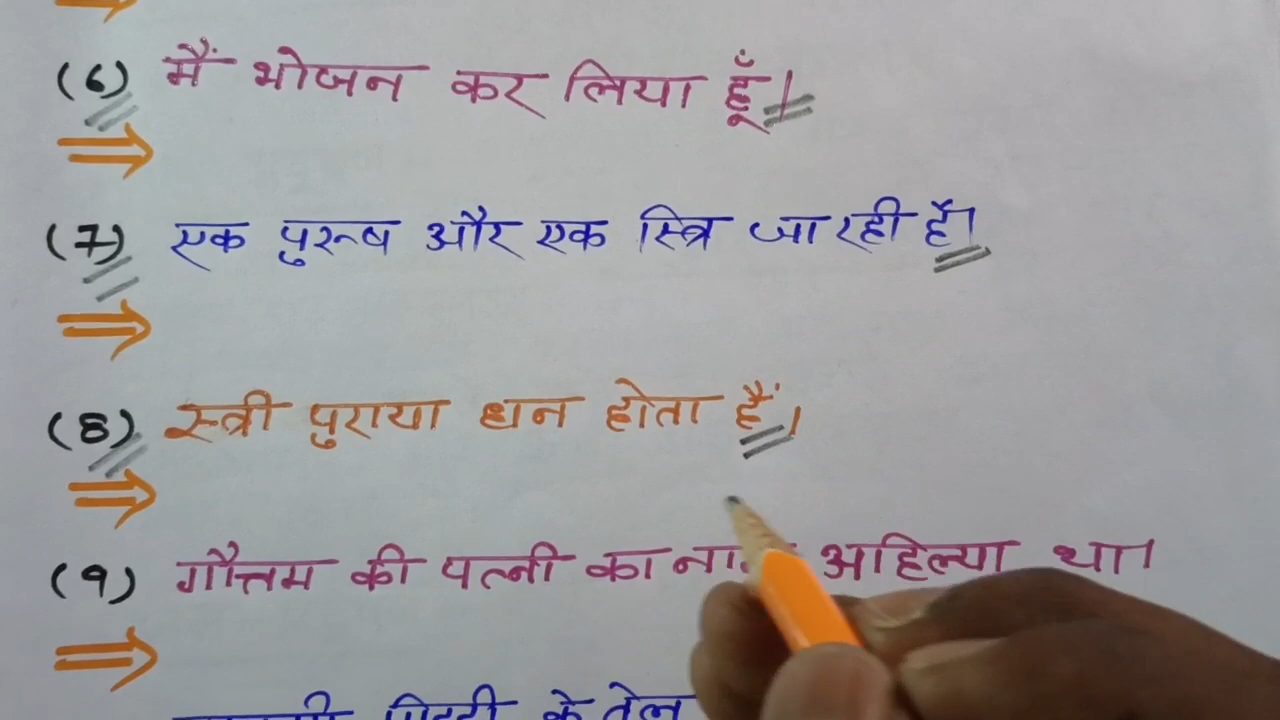 (6) मैं भोजन कर लिया हूँ।
(7) एक पुरूष और एक स्त्रि जा रही हैं।
(8) स्त्री पुराया धन होता हैं।
(9) गौत्तम की पत्नी का अहिल्या था।
के तेल